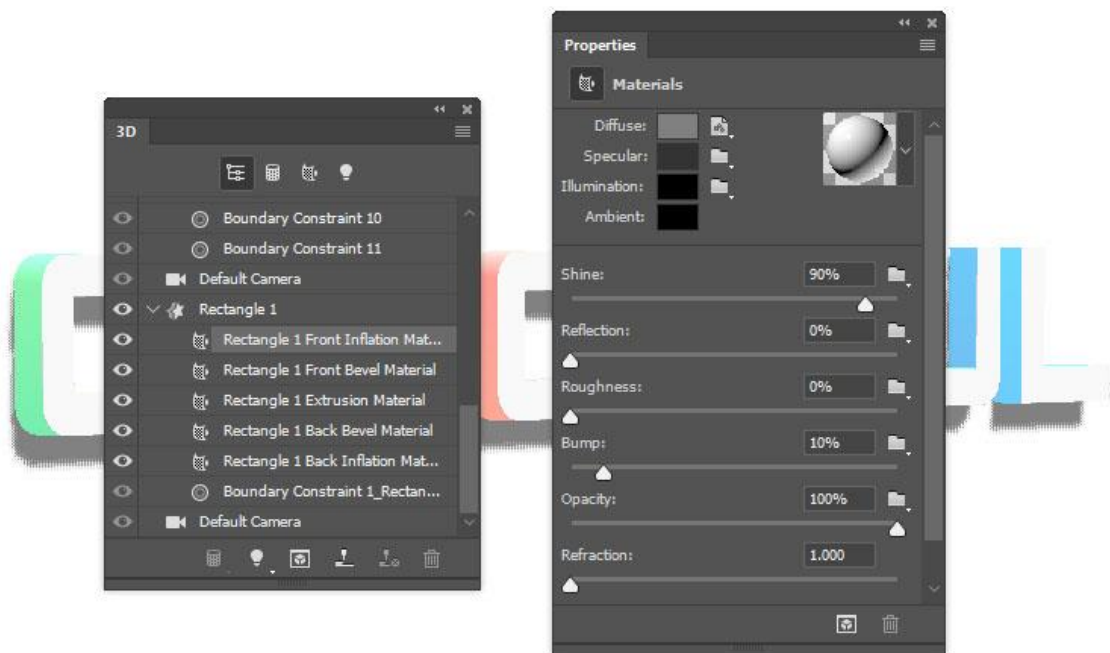 3D
Boundary Constraint 10
Boundary Constraint 11
Default Camera
Rectangle 1
Rectangle 1 Front Inflation Mat...
Rectangle 1 Front Bevel Material
Rectangle 1 Extrusion Material
Rectangle 1 Back Bevel Material
Rectangle 1 Back Inflation Mat...
Boundary Constraint 1_Rectan...
Default Camera
Properties
Materials
Diffuse:
Specular:
Illumination:
Ambient:
Shine: 90%
Reflection: 0%
Roughness: 0%
Bump: 10%
Opacity: 100%
Refraction: 1.000